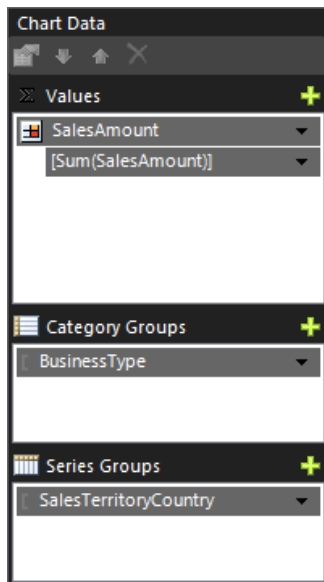 Chart Data
Σ Values
SalesAmount
[Sum(SalesAmount)]
Category Groups
BusinessType
Series Groups
SalesTerritoryCountry